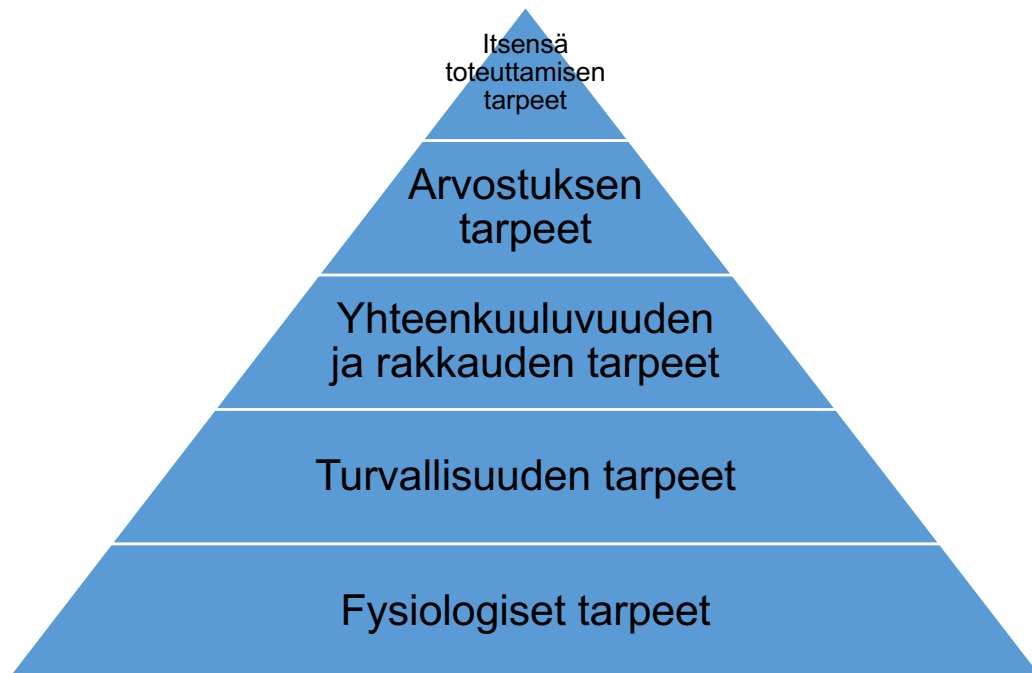 Itsensä
toteuttamisen
tarpeet
Arvostuksen
tarpeet
Yhteenkuuluvuuden
ja rakkauden tarpeet
Turvallisuuden tarpeet
Fysiologiset tarpeet